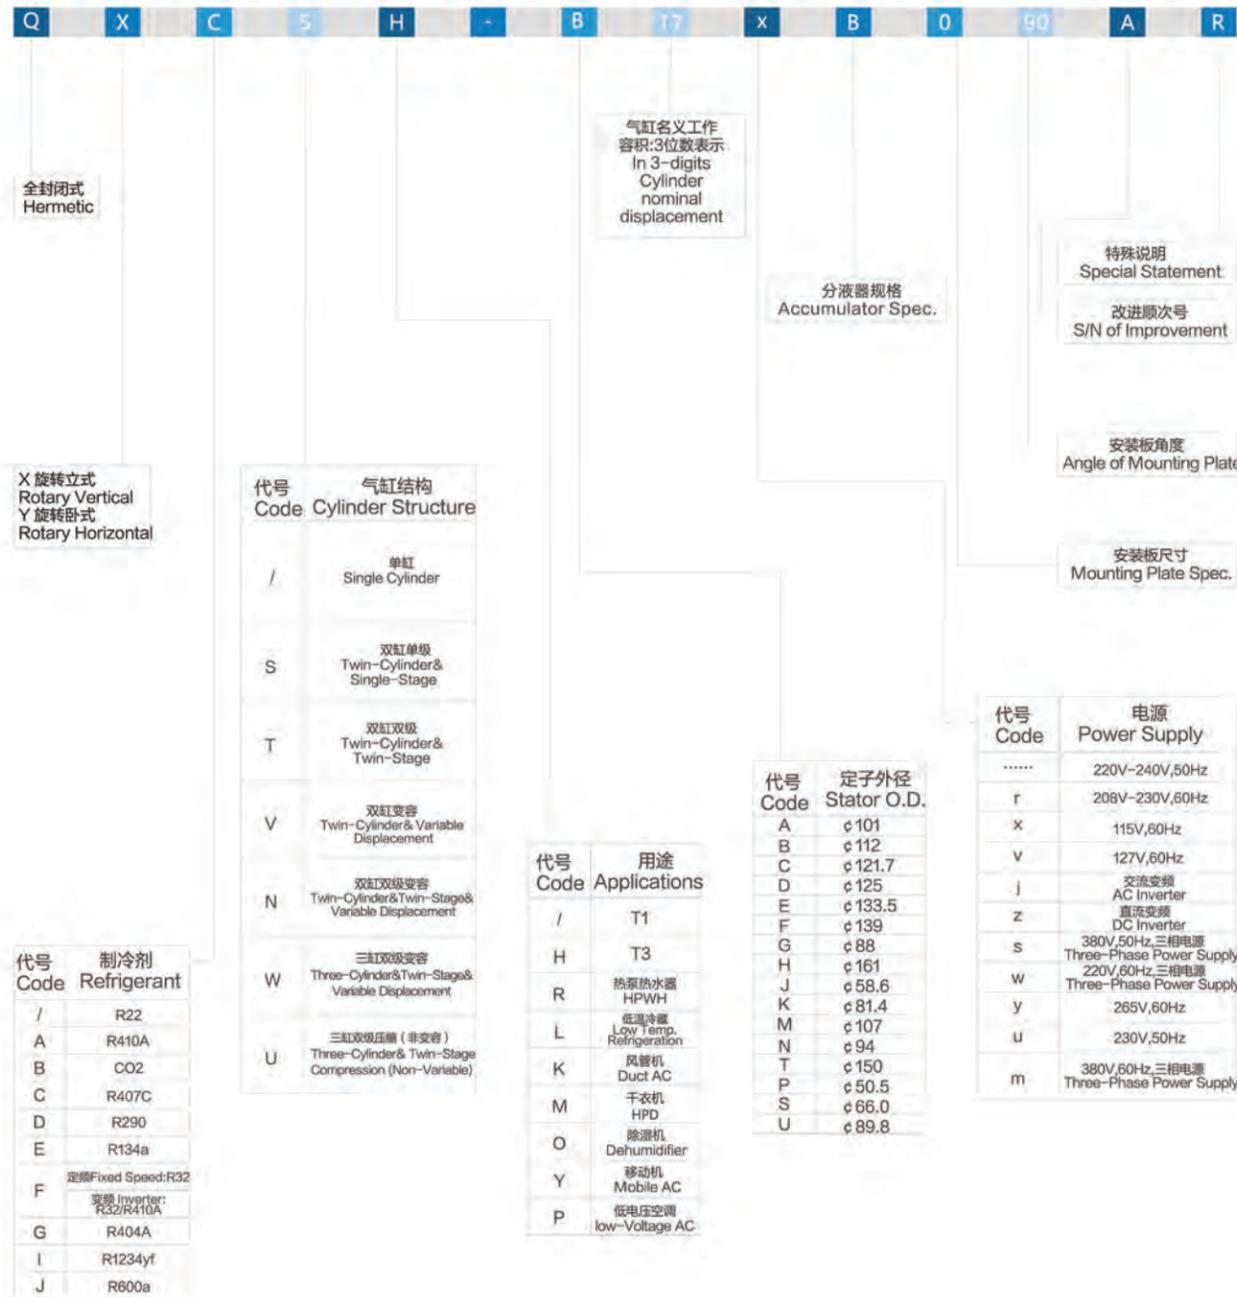 Q X C S H - B 17 x B 0 90 A R
气缸名义工作
容积:3位数表示
In 3-digits
Cylinder
nominal
displacement
全封闭式
Hermetic
特殊说明
Special Statement
分液器规格
Accumulator Spec.
改进顺次号
S/N of Improvement
安装板角度
Angle of Mounting Plate
X 旋转立式
Rotary Vertical
Y 旋转卧式
Rotary Horizontal
安装板尺寸
Mounting Plate Spec.
代号 气缸结构
Code Cylinder Structure
/ 单缸
Single Cylinder
S 双缸单级
Twin-Cylinder&
Single-Stage
T 双缸双级
Twin-Cylinder&
Twin-Stage
V 双缸变容
Twin-Cylinder& Variable
Displacement
N 双缸双级变容
Twin-Cylinder&Twin-Stage&
Variable Displacement
W 三缸双级变容
Three-Cylinder&Twin-Stage&
Variable Displacement
U 三缸双级压缩（非变容）
Three-Cylinder& Twin-Stage
Compression (Non-Variable)
代号 电源
Code Power Supply
······ 220V-240V,50Hz
r 208V-230V,60Hz
x 115V,60Hz
v 127V,60Hz
j 交流变频
AC Inverter
z 直流变频
DC Inverter
s 380V,50Hz,三相电源
Three-Phase Power Supply
w 220V,60Hz,三相电源
Three-Phase Power Supply
y 265V,60Hz
u 230V,50Hz
m 380V,60Hz,三相电源
Three-Phase Power Supply
代号 定子外径
Code Stator O.D.
A ¢101
B ¢112
C ¢121.7
D ¢125
E ¢133.5
F ¢139
G ¢88
H ¢161
J ¢58.6
K ¢81.4
M ¢107
N ¢94
T ¢150
P ¢50.5
S ¢66.0
U ¢89.8
代号 用途
Code Applications
/ T1
H T3
R 热泵热水器
HPWH
L 低温冷藏
Low Temp.
Refrigeration
K 风管机
Duct AC
M 干衣机
HPD
O 除湿机
Dehumidifier
Y 移动机
Mobile AC
P 低电压空调
low-Voltage AC
代号 制冷剂
Code Refrigerant
/ R22
A R410A
B CO2
C R407C
D R290
E R134a
F 定频Fixed Speed:R32
变频 Inverter:
R32/R410A
G R404A
I R1234yf
J R600a